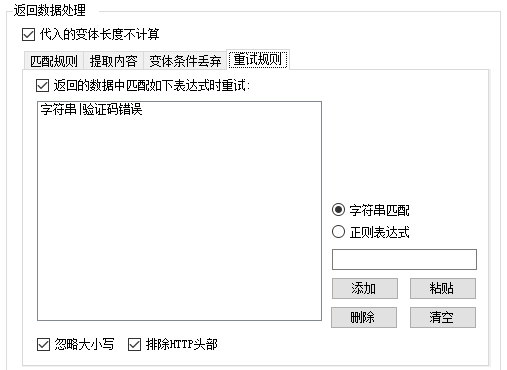 返回数据处理
代入的变体长度不计算
匹配规则 提取内容 变体条件丢弃 重试规则
返回的数据中匹配如下表达式时重试:
字符串|验证码错误
字符串匹配
正则表达式
添加 粘贴
删除 清空
忽略大小写 排除HTTP头部